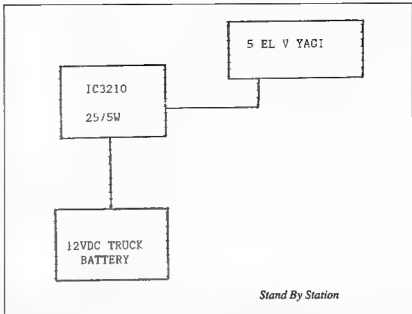 5 EL V YAGI
IC3210
25/5W
12VDC TRUCK
BATTERY
Stand By Station